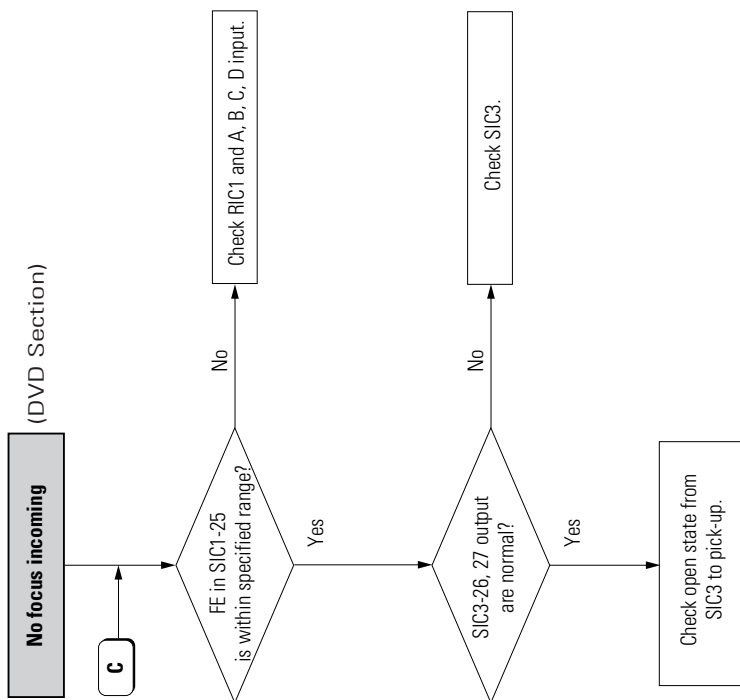 No focus incoming
(DVD Section)
C
FE in SIC1-25
is within specified range?
No
Check RIC1 and A, B, C, D input.
Yes
SIC3-26, 27 output
are normal?
No
Check SIC3.
Yes
Check open state from
SIC3 to pick-up.